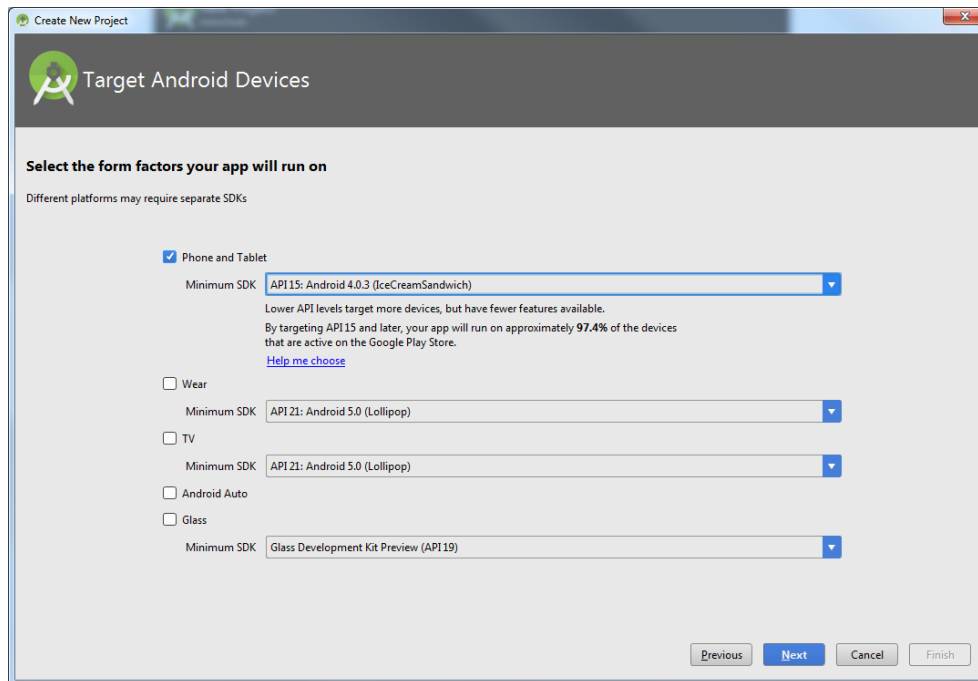 Create New Project
Target Android Devices
Select the form factors your app will run on
Different platforms may require separate SDKs
Phone and Tablet
Minimum SDK API 15: Android 4.0.3 (IceCreamSandwich)
Lower API levels target more devices, but have fewer features available.
By targeting API 15 and later, your app will run on approximately 97.4% of the devices
that are active on the Google Play Store.
Help me choose
Wear
Minimum SDK API 21: Android 5.0 (Lollipop)
TV
Minimum SDK API 21: Android 5.0 (Lollipop)
Android Auto
Glass
Minimum SDK Glass Development Kit Preview (API 19)
Previous Next Cancel Finish